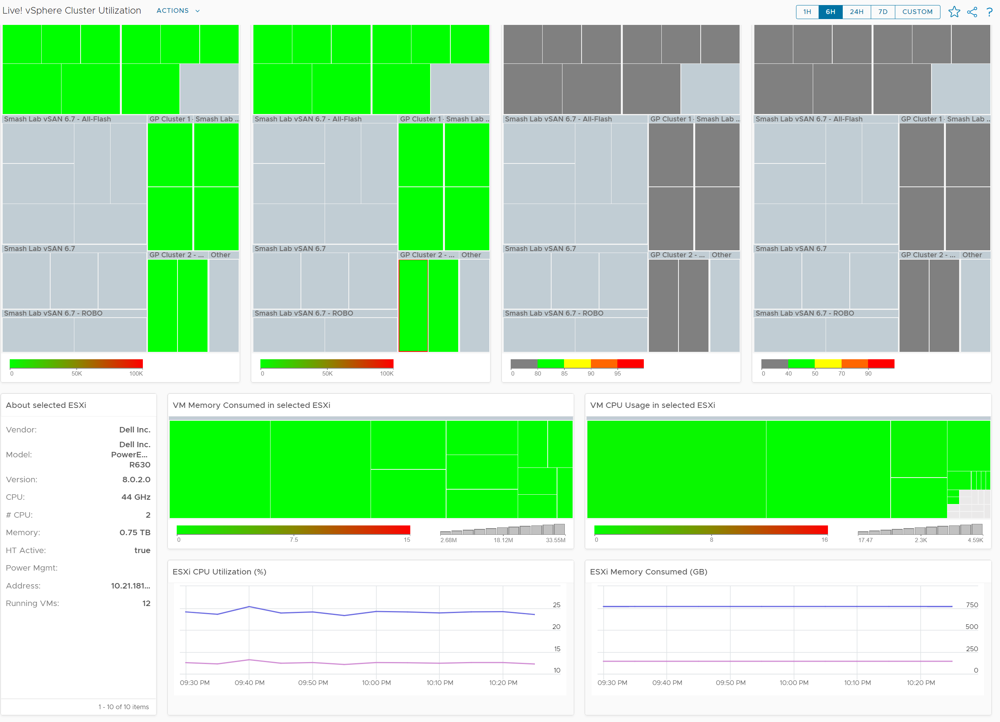 Live! vSphere Cluster Utilization
ACTIONS
1H 6H 24H 7D CUSTOM ?
Smash Lab vSAN 6.7 - All-Flash
GP Cluster 1 -
Smash Lab ...
Smash Lab vSAN 6.7
GP Cluster 2 - ...
Other
Smash Lab vSAN 6.7 - ROBO
0 50K 100K
Smash Lab vSAN 6.7 - All-Flash
GP Cluster 1 -
Smash Lab ...
Smash Lab vSAN 6.7
GP Cluster 2 - ...
Other
Smash Lab vSAN 6.7 - ROBO
0 50K 100K
Smash Lab vSAN 6.7 - All-Flash
GP Cluster 1 -
Smash Lab ...
Smash Lab vSAN 6.7
GP Cluster 2 - ...
Other
Smash Lab vSAN 6.7 - ROBO
0 80 85 90 95
Smash Lab vSAN 6.7 - All-Flash
GP Cluster 1 -
Smash Lab ...
Smash Lab vSAN 6.7
GP Cluster 2 - ...
Other
Smash Lab vSAN 6.7 - ROBO
0 40 50 70 90
About selected ESXi
Vendor: Dell Inc.
Model: Dell Inc.
PowerE...
R630
Version: 8.0.2.0
CPU: 44 GHz
# CPU: 2
Memory: 0.75 TB
HT Active: true
Power Mgmt:
Address: 10.21.181...
Running VMs: 12
1 - 10 of 10 items
VM Memory Consumed in selected ESXi
0 7.5 15
2.68M 18.12M 33.55M
VM CPU Usage in selected ESXi
0 8 16
17.47 2.3K 4.59K
ESXi CPU Utilization (%)
25
20
15
10
09:30 PM 09:40 PM 09:50 PM 10:00 PM 10:10 PM 10:20 PM
ESXi Memory Consumed (GB)
750
500
250
0
09:30 PM 09:40 PM 09:50 PM 10:00 PM 10:10 PM 10:20 PM